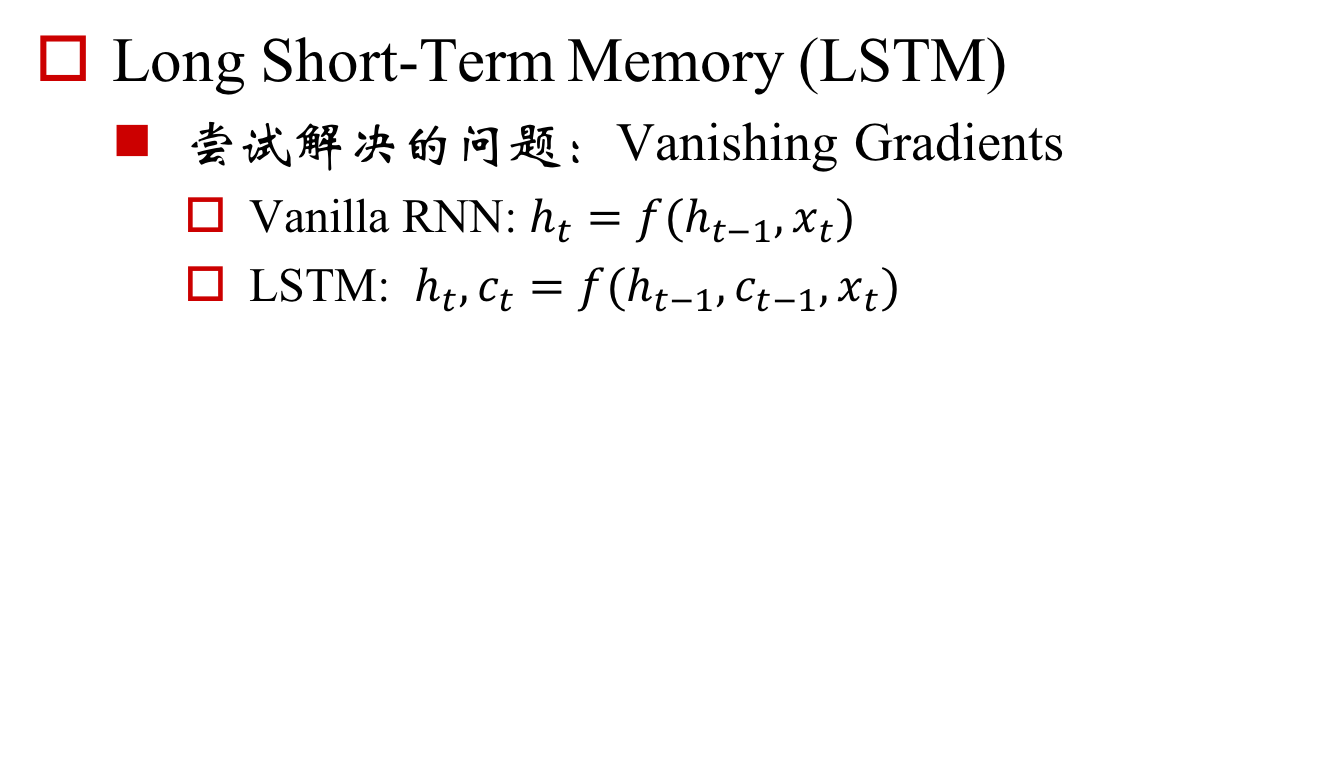 Long Short-Term Memory (LSTM)
尝试解决的问题：Vanishing Gradients
Vanilla RNN: $h_t = f(h_{t-1}, x_t)$
LSTM: $h_t, c_t = f(h_{t-1}, c_{t-1}, x_t)$